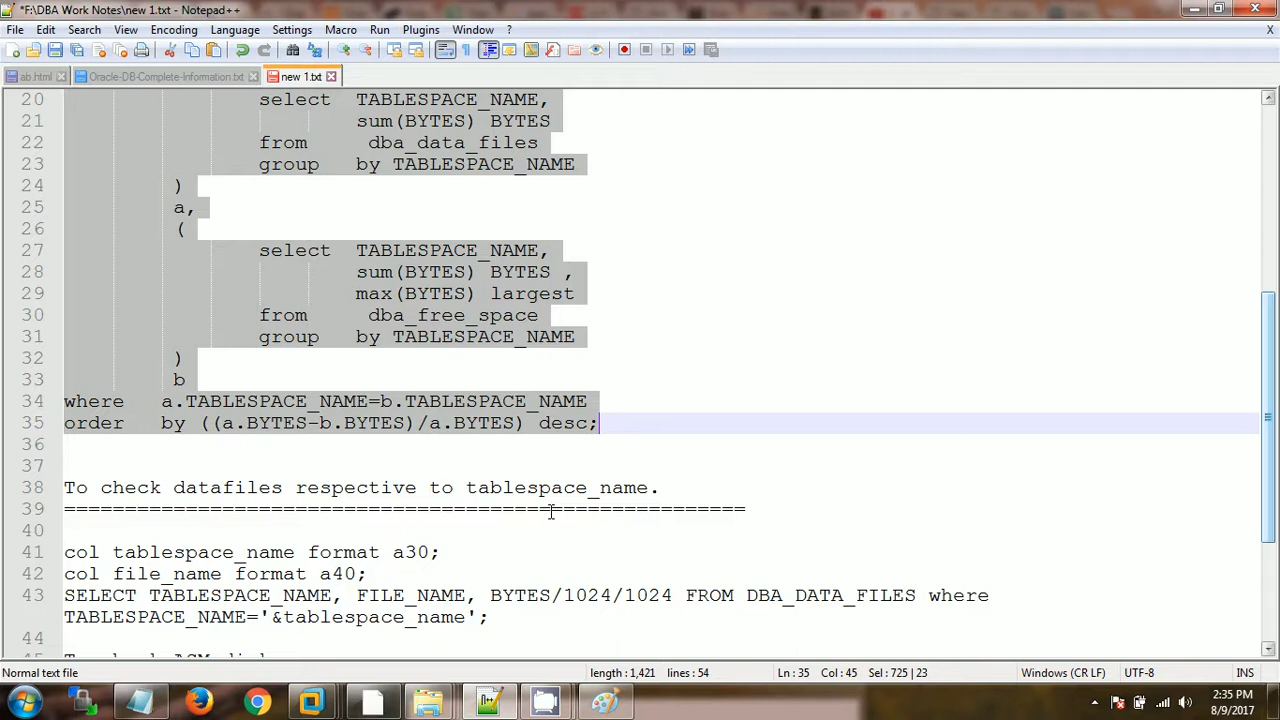 *F:\DBA Work Notes\new 1.txt - Notepad++
File Edit Search View Encoding Language Settings Macro Run Plugins Window ? X
ab.html Oracle-DB-Complete-Information.txt new 1.txt
20 select TABLESPACE_NAME,
21 sum(BYTES) BYTES
22 from dba_data_files
23 group by TABLESPACE_NAME
24 )
25 a,
26 (
27 select TABLESPACE_NAME,
28 sum(BYTES) BYTES ,
29 max(BYTES) largest
30 from dba_free_space
31 group by TABLESPACE_NAME
32 )
33 b
34 where a.TABLESPACE_NAME=b.TABLESPACE_NAME
35 order by ((a.BYTES-b.BYTES)/a.BYTES) desc;
36
37
38 To check datafiles respective to tablespace_name.
39 ========================================================
40
41 col tablespace_name format a30;
42 col file_name format a40;
43 SELECT TABLESPACE_NAME, FILE_NAME, BYTES/1024/1024 FROM DBA_DATA_FILES where
TABLESPACE_NAME='&tablespace_name';
44
Normal text file length : 1,421 lines : 54 Ln : 35 Col : 45 Sel : 725 | 23 Windows (CR LF) UTF-8 INS
2:35 PM
8/9/2017